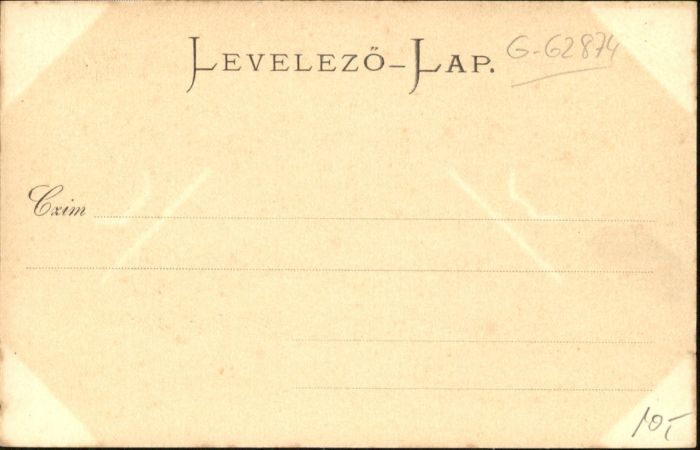 LEVELEZŐ-LAP.
G-62874
Czim
10,-